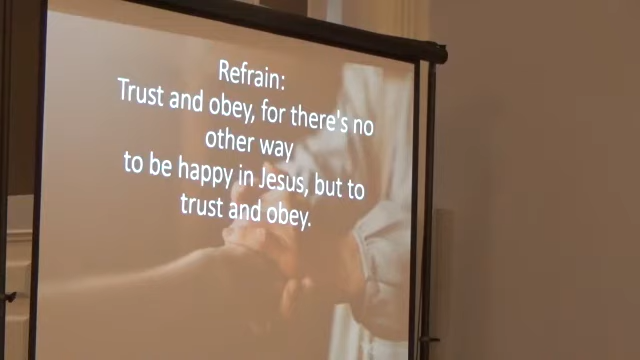 Refrain:
Trust and obey, for there's no
other way
to be happy in Jesus, but to
trust and obey.